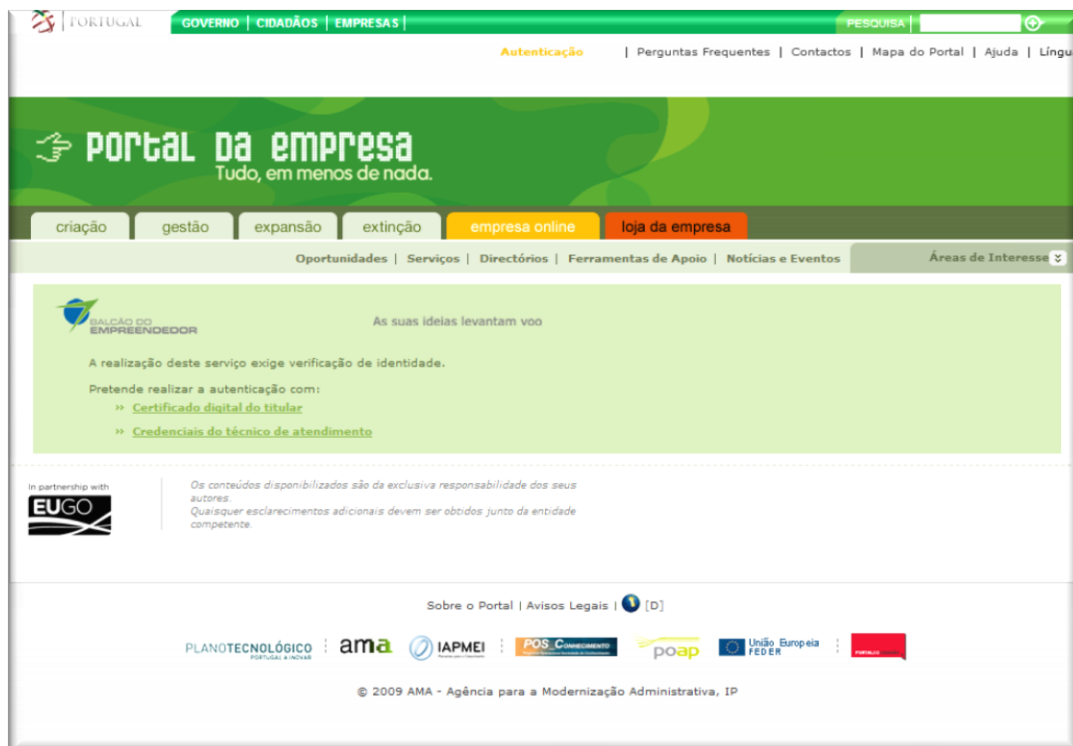 PORTUGAL
GOVERNO | CIDADÃOS | EMPRESAS |
PESQUISA |
Autenticação | Perguntas Frequentes | Contactos | Mapa do Portal | Ajuda | Língu
PORTAL DA EMPRESA
Tudo, em menos de nada.
criação gestão expansão extinção empresa online loja da empresa
Oportunidades | Serviços | Directórios | Ferramentas de Apoio | Notícias e Eventos
Áreas de Interesse
BALCÃO DO
EMPREENDEDOR
As suas ideias levantam voo
A realização deste serviço exige verificação de identidade.
Pretende realizar a autenticação com:
» Certificado digital do titular
» Credenciais do técnico de atendimento
In partnership with
EUGO
Os conteúdos disponibilizados são da exclusiva responsabilidade dos seus
autores.
Quaisquer esclarecimentos adicionais devem ser obtidos junto da entidade
competente.
Sobre o Portal | Avisos Legais | [D]
PLANOTECNOLÓGICO
PORTUGAL A INOVAR
ama
IAPMEI
POS_CONHECIMENTO
poap
União Europeia
FEDER
© 2009 AMA - Agência para a Modernização Administrativa, IP